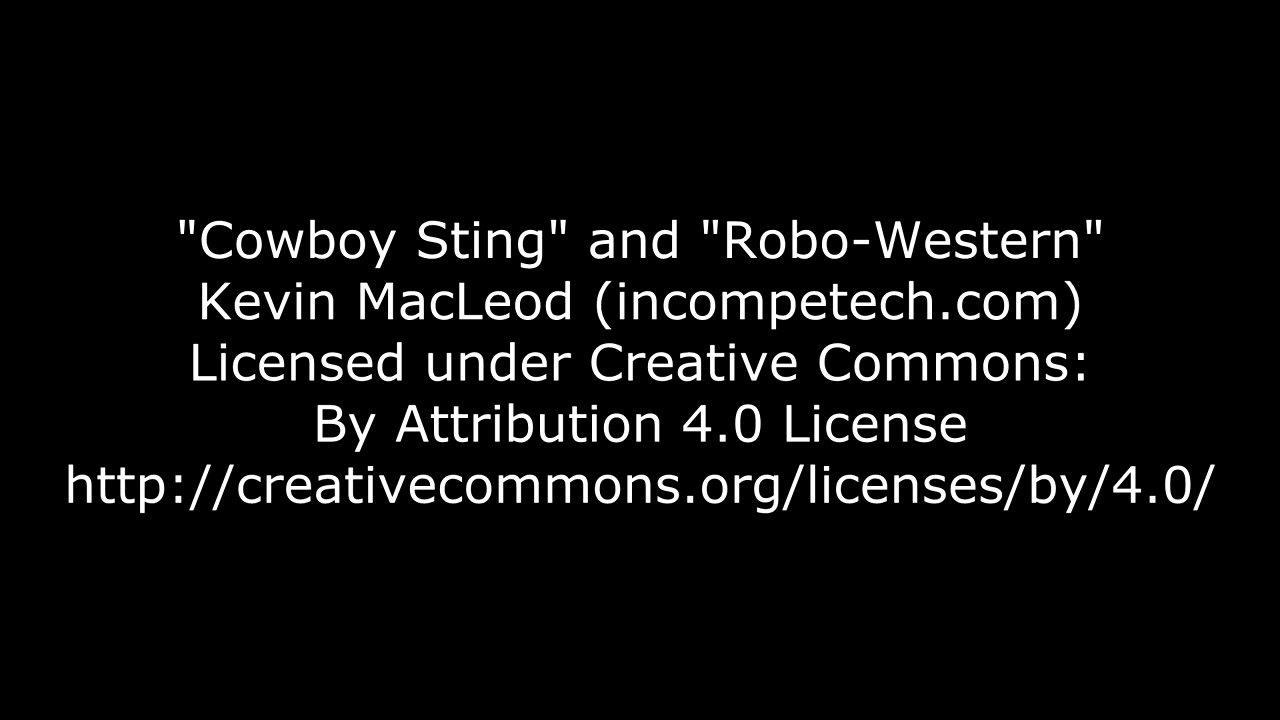 "Cowboy Sting" and "Robo-Western"
Kevin MacLeod (incompetech.com)
Licensed under Creative Commons:
By Attribution 4.0 License
http://creativecommons.org/licenses/by/4.0/